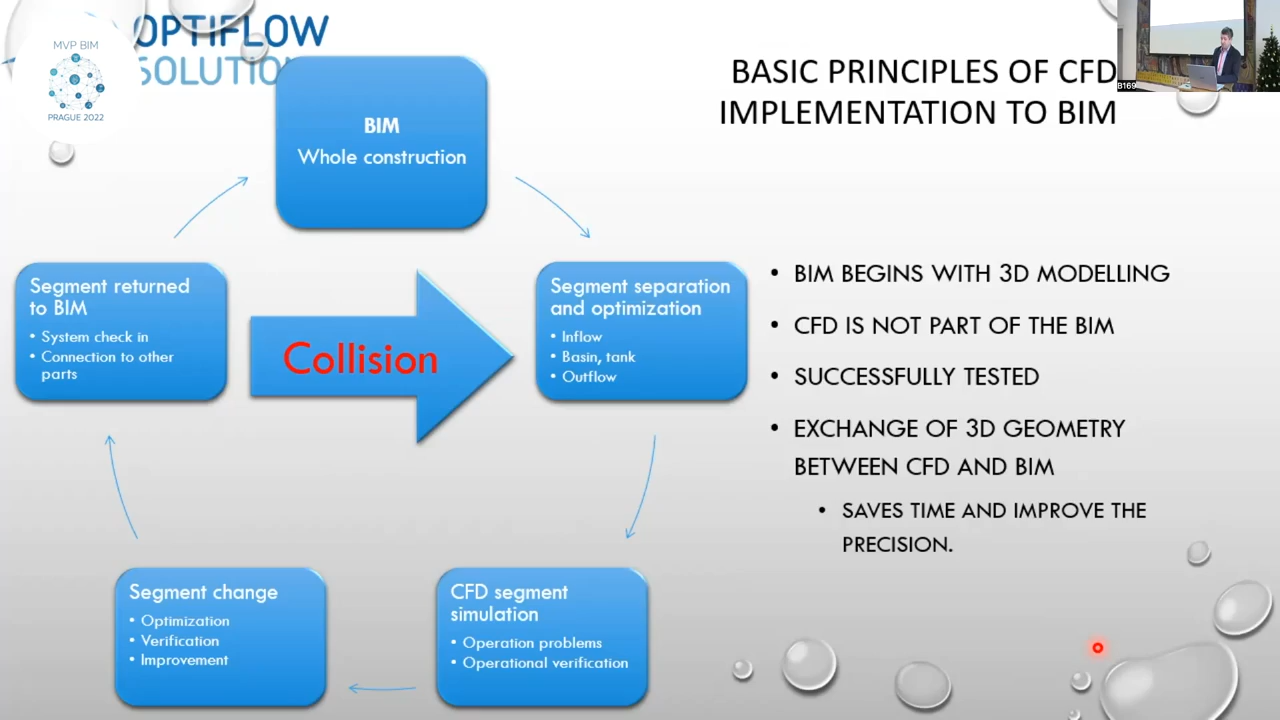 OPTIFLOW
SOLUTIO
MVP BIM
PRAGUE 2022
BASIC PRINCIPLES OF CFD
IMPLEMENTATION TO BIM
B169
BIM
Whole construction
Segment returned
to BIM
• System check in
• Connection to other
parts
Collision
Segment separation
and optimization
• Inflow
• Basin, tank
• Outflow
Segment change
• Optimization
• Verification
• Improvement
CFD segment
simulation
• Operation problems
• Operational verification
• BIM BEGINS WITH 3D MODELLING
• CFD IS NOT PART OF THE BIM
• SUCCESSFULLY TESTED
• EXCHANGE OF 3D GEOMETRY
BETWEEN CFD AND BIM
• SAVES TIME AND IMPROVE THE
PRECISION.